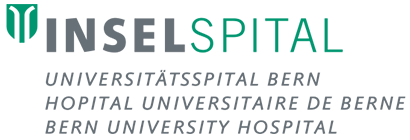 INSELSPITAL
UNIVERSITÄTSSPITAL BERN
HOPITAL UNIVERSITAIRE DE BERNE
BERN UNIVERSITY HOSPITAL